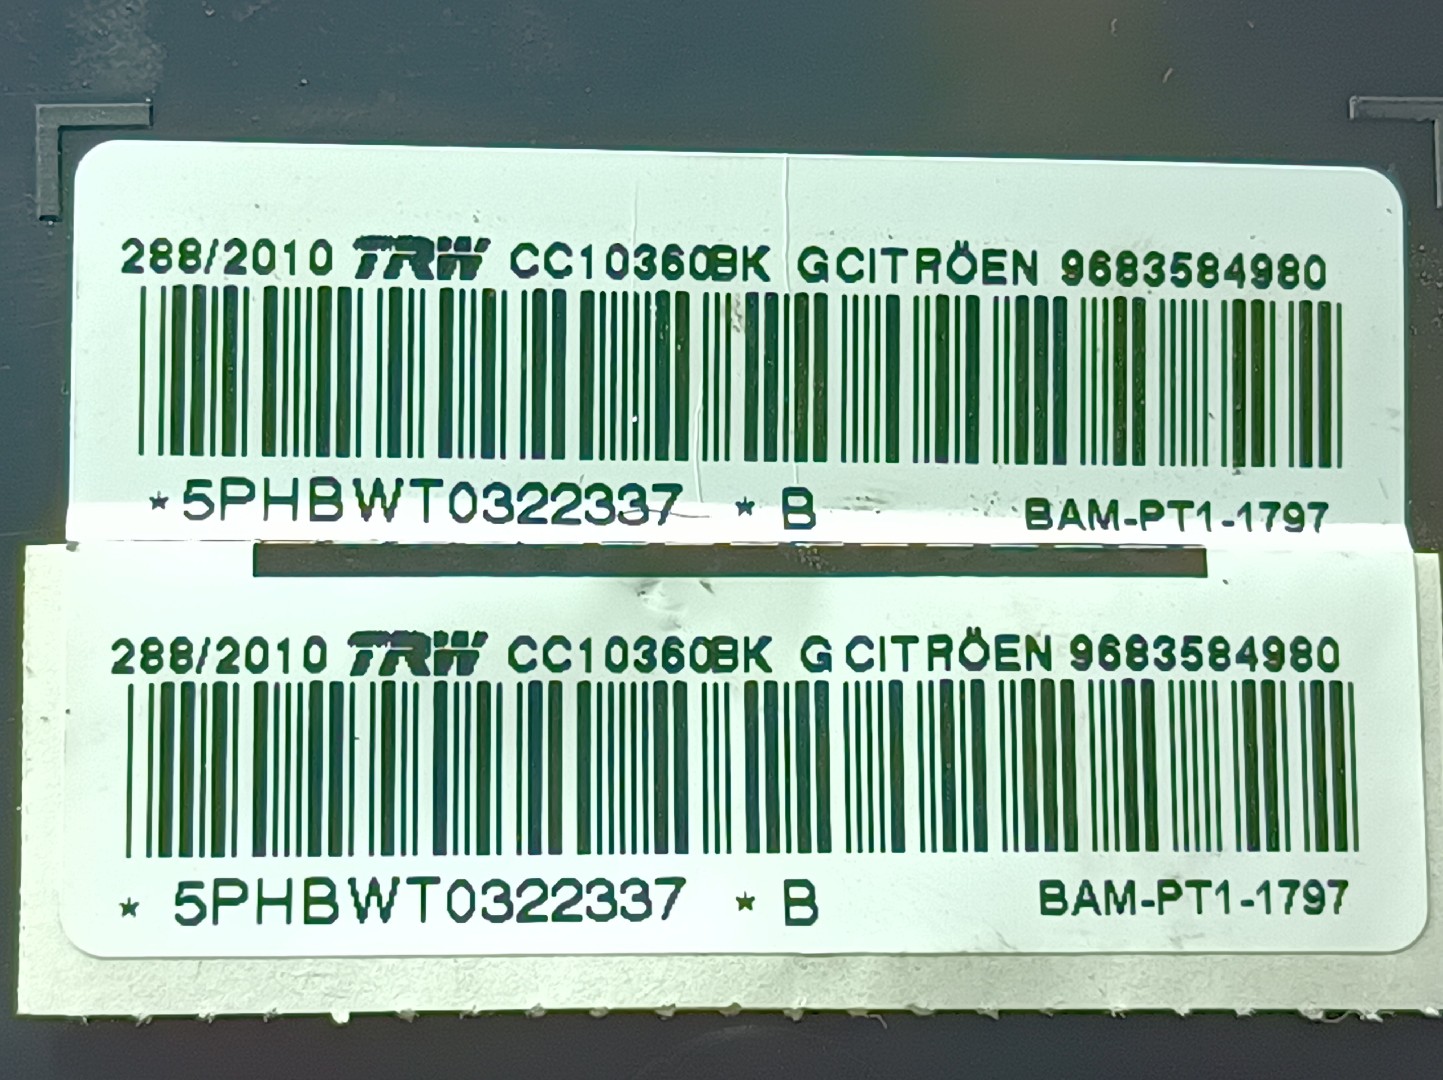 288/2010 TRW CC10360BK GCITRÖEN 9683584980
*5PHBWT0322337 *B BAM-PT1-1797
288/2010 TRW CC10360BK G CITRÖEN 9683584980
* 5PHBWT0322337 *B BAM-PT1-1797